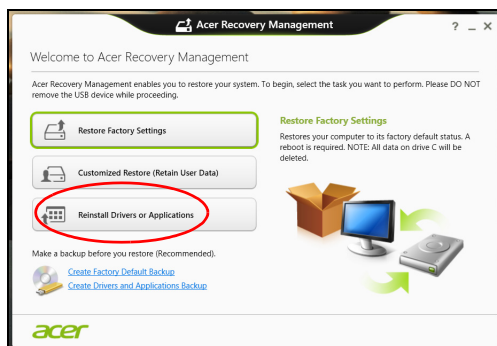 Acer Recovery Management
Welcome to Acer Recovery Management
Acer Recovery Management enables you to restore your system. To begin, select the task you want to perform. Please DO NOT
remove the USB device while proceeding.
Restore Factory Settings
Customized Restore (Retain User Data)
Reinstall Drivers or Applications
Restore Factory Settings
Restores your computer to its factory default status. A
reboot is required. NOTE: All data on drive C will be
deleted.
Make a backup before you restore (Recommended).
Create Factory Default Backup
Create Drivers and Applications Backup
acer